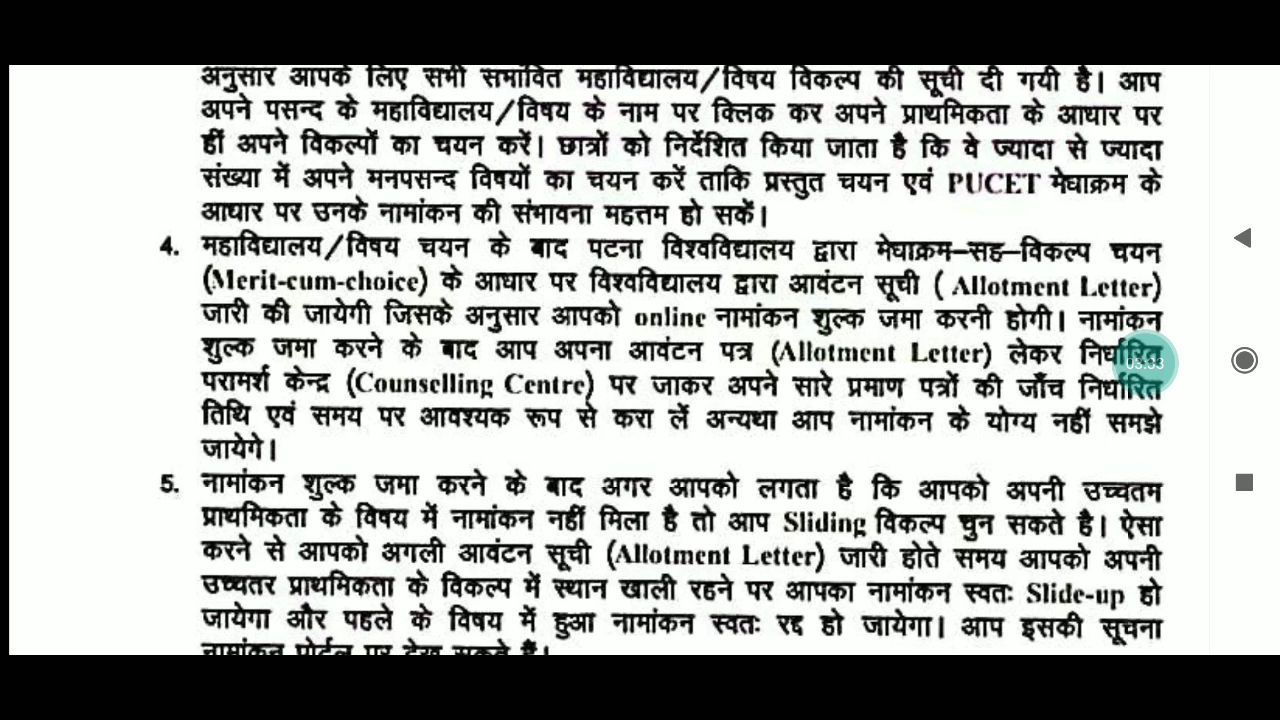 अनुसार आपके लिए सभी संभावित महाविद्यालय/विषय विकल्प की सूची दी गयी है। आप
अपने पसन्द के महाविद्यालय/विषय के नाम पर क्लिक कर अपने प्राथमिकता के आधार पर
हीं अपने विकल्पों का चयन करें। छात्रों को निर्देशित किया जाता है कि वे ज्यादा से ज्यादा
संख्या में अपने मनपसन्द विषयों का चयन करें ताकि प्रस्तुत चयन एवं PUCET मेधाक्रम के
आधार पर उनके नामांकन की संभावना महत्तम हो सकें।
4. महाविद्यालय/विषय चयन के बाद पटना विश्वविद्यालय द्वारा मेधाक्रम–सह–विकल्प चयन
(Merit-cum-choice) के आधार पर विश्वविद्यालय द्वारा आवंटन सूची ( Allotment Letter)
जारी की जायेगी जिसके अनुसार आपको online नामांकन शुल्क जमा करनी होगी। नामांकन
शुल्क जमा करने के बाद आप अपना आवंटन पत्र (Allotment Letter) लेकर निर्धारित
03:33
परामर्श केन्द्र (Counselling Centre) पर जाकर अपने सारे प्रमाण पत्रों की जाँच निर्धारित
तिथि एवं समय पर आवश्यक रूप से करा लें अन्यथा आप नामांकन के योग्य नहीं समझे
जायेगे।
5. नामांकन शुल्क जमा करने के बाद अगर आपको लगता है कि आपको अपनी उच्चतम
प्राथमिकता के विषय में नामांकन नहीं मिला है तो आप Sliding विकल्प चुन सकते है। ऐसा
करने से आपको अगली आवंटन सूची (Allotment Letter) जारी होते समय आपको अपनी
उच्चतर प्राथमिकता के विकल्प में स्थान खाली रहने पर आपका नामांकन स्वतः Slide-up हो
जायेगा और पहले के विषय में हुआ नामांकन स्वतः रद्द हो जायेगा। आप इसकी सूचना
नामांकन पोर्टल पर देख सकते हैं।